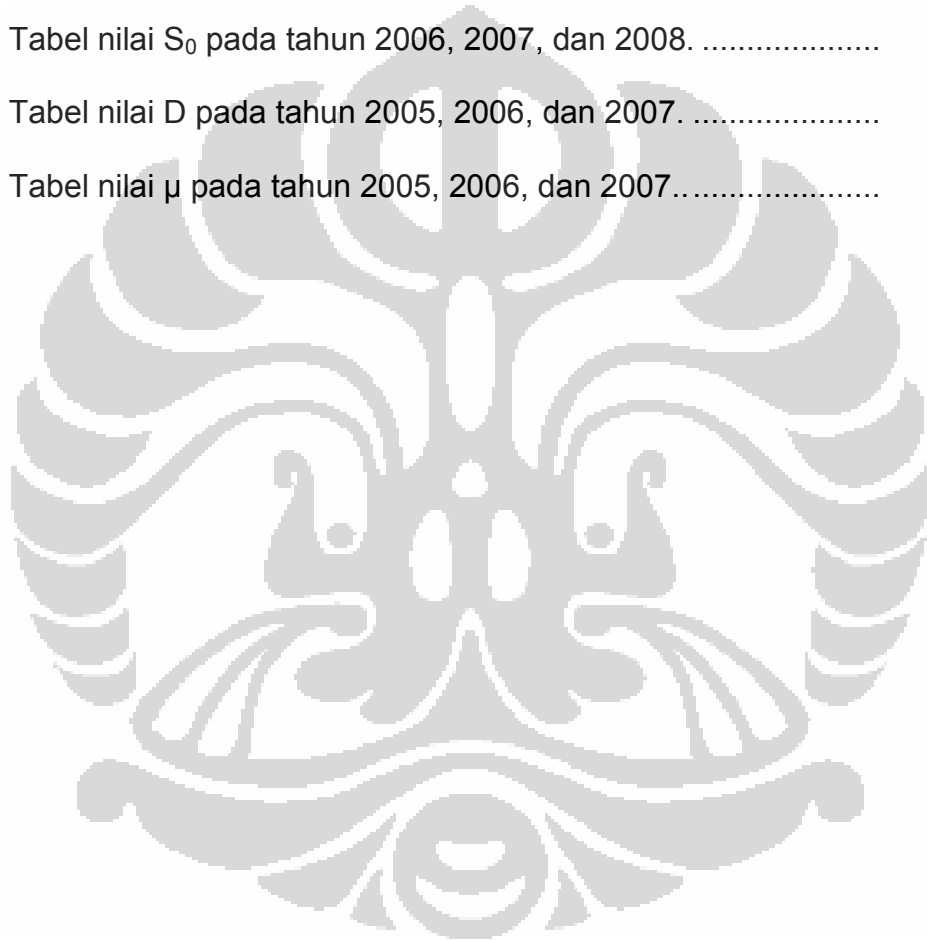 Tabel nilai S₀ pada tahun 2006, 2007, dan 2008. ....................
Tabel nilai D pada tahun 2005, 2006, dan 2007. .....................
Tabel nilai µ pada tahun 2005, 2006, dan 2007.. .....................